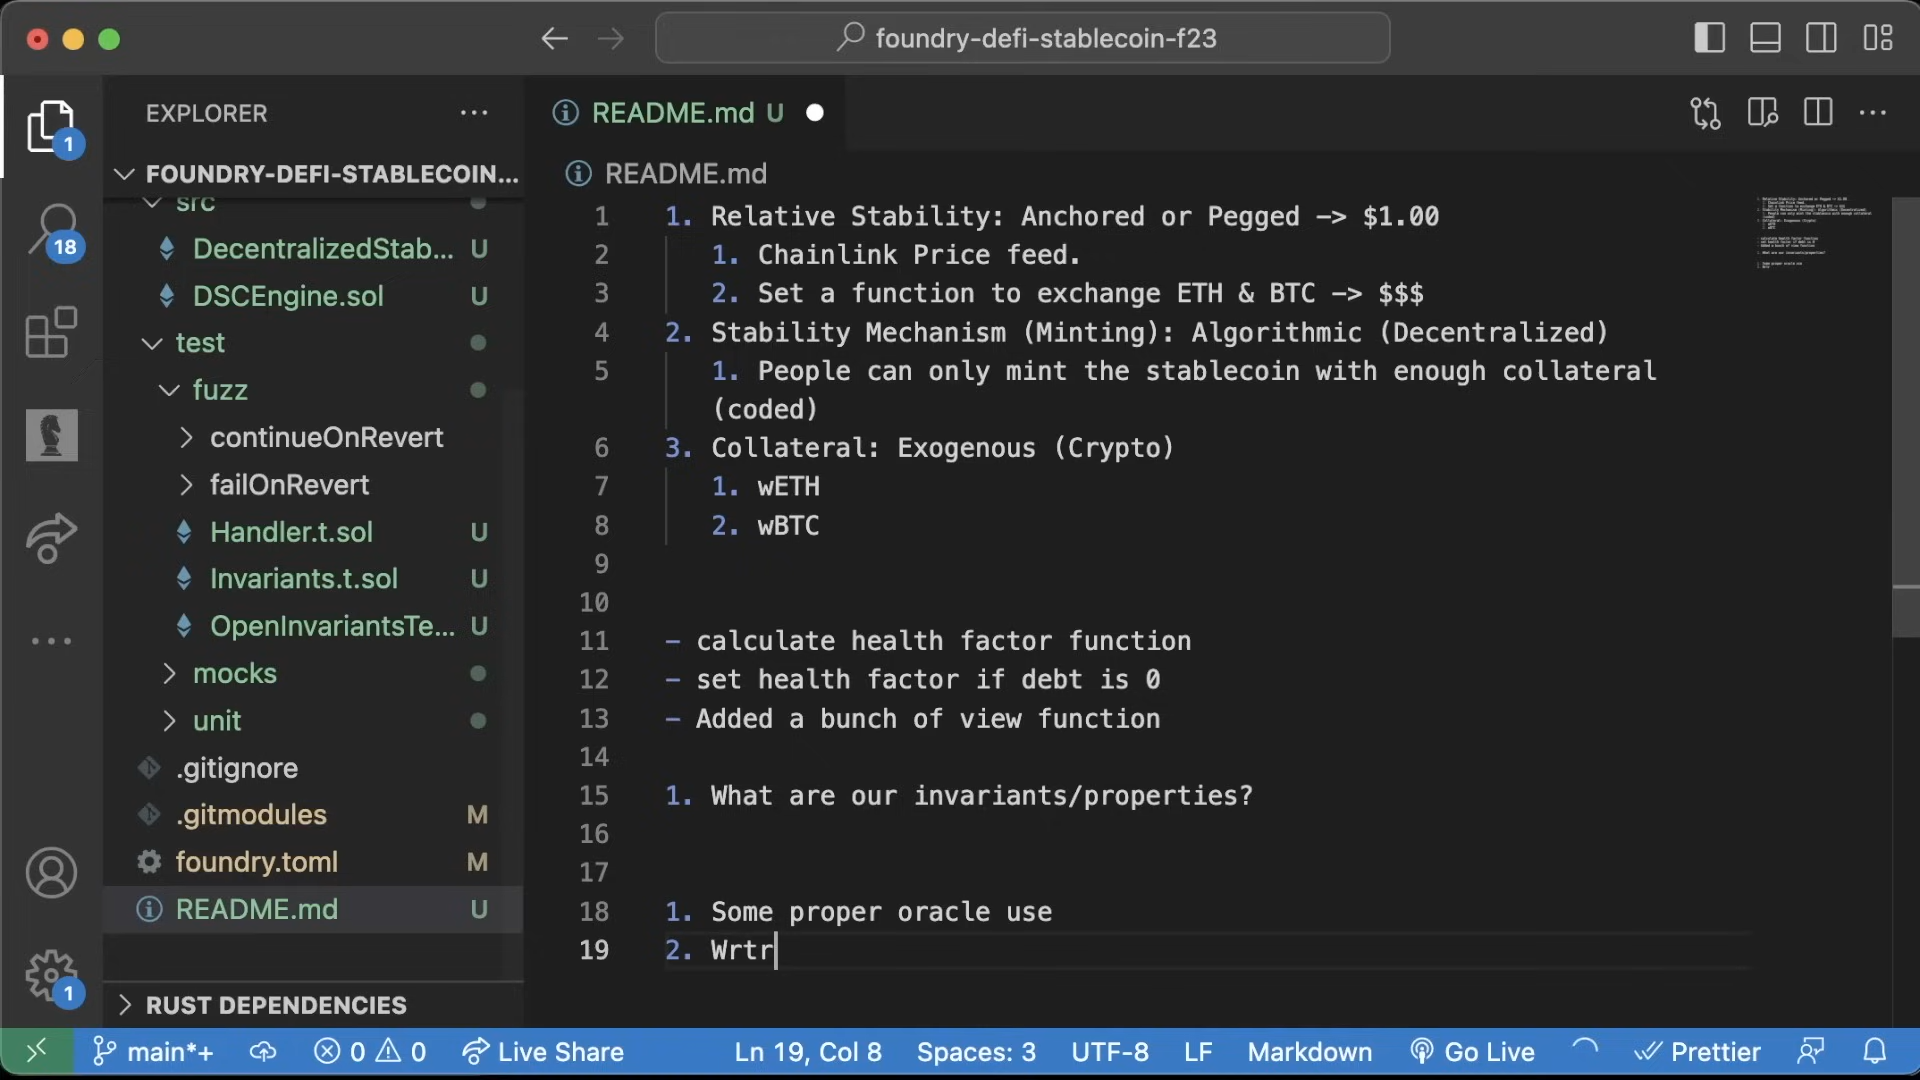 foundry-defi-stablecoin-f23
EXPLORER
README.md U
1
FOUNDRY-DEFI-STABLECOIN...
README.md
src
DecentralizedStab... U
DSCEngine.sol U
18
test
fuzz
continueOnRevert
failOnRevert
Handler.t.sol U
Invariants.t.sol U
OpenInvariantsTe... U
mocks
unit
.gitignore
.gitmodules M
foundry.toml M
README.md U
1
RUST DEPENDENCIES
1 1. Relative Stability: Anchored or Pegged -> $1.00
2 1. Chainlink Price feed.
3 2. Set a function to exchange ETH & BTC -> $$$
4 2. Stability Mechanism (Minting): Algorithmic (Decentralized)
5 1. People can only mint the stablecoin with enough collateral
(coded)
6 3. Collateral: Exogenous (Crypto)
7 1. wETH
8 2. wBTC
9
10
11 - calculate health factor function
12 - set health factor if debt is 0
13 - Added a bunch of view function
14
15 1. What are our invariants/properties?
16
17
18 1. Some proper oracle use
19 2. Wrtr
main*+ 0 0 Live Share Ln 19, Col 8 Spaces: 3 UTF-8 LF Markdown Go Live Prettier